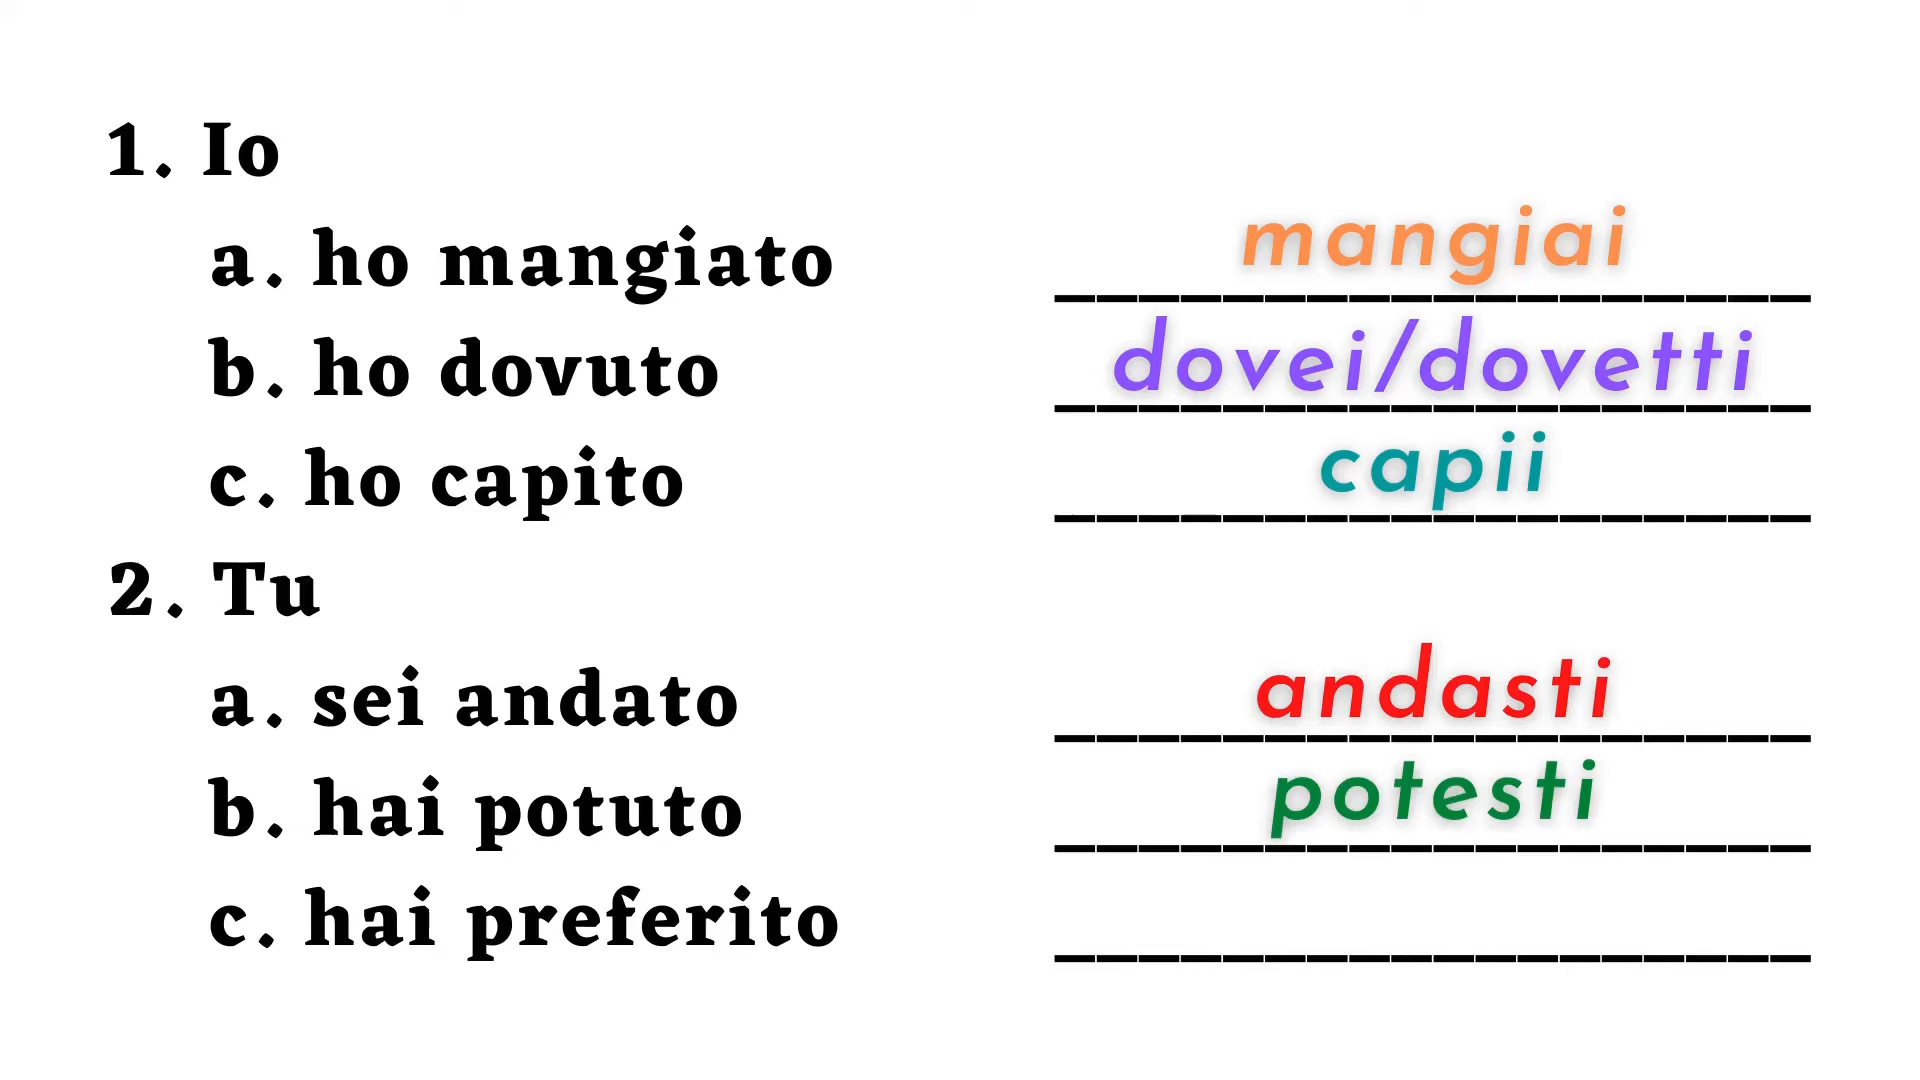 1. Io
a. ho mangiato mangiai
b. ho dovuto dovei/dovetti
c. ho capito capii
2. Tu
a. sei andato andasti
b. hai potuto potesti
c. hai preferito